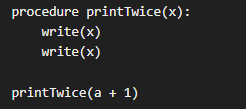 procedure printTwice(x):
    write(x)
    write(x)

printTwice(a + 1)